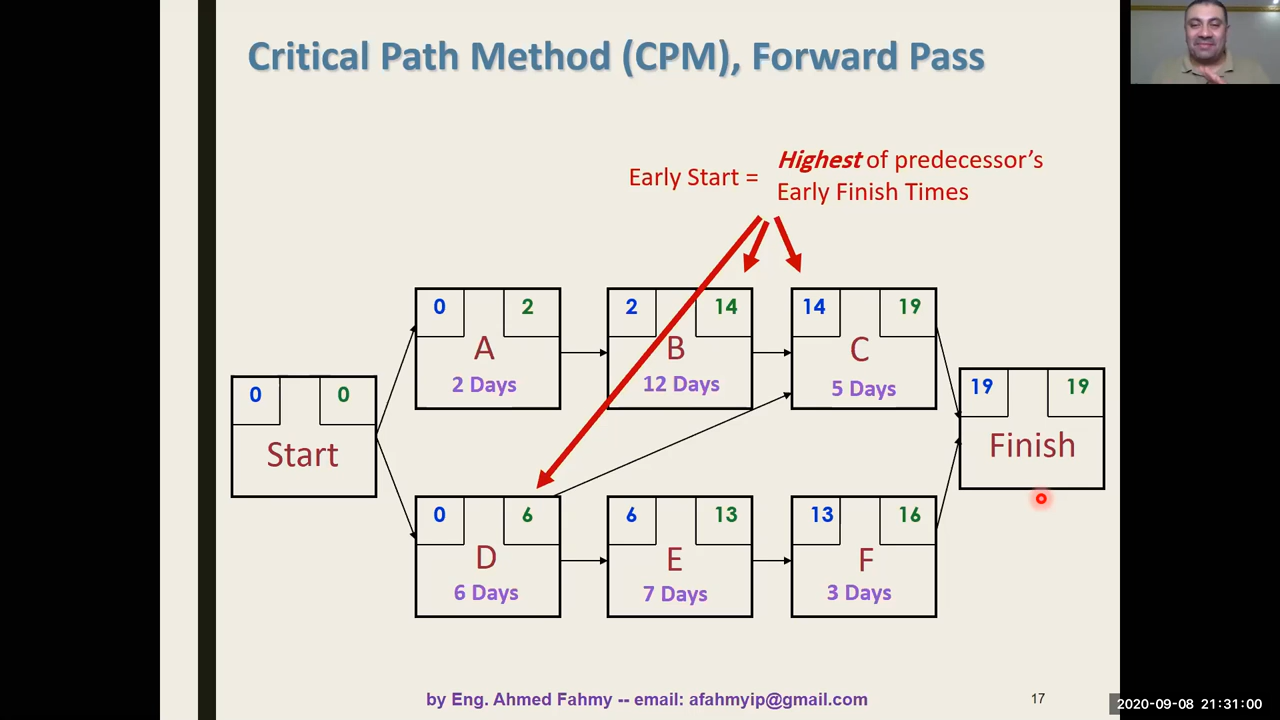 Critical Path Method (CPM), Forward Pass
Early Start =
Highest of predecessor's
Early Finish Times
0 2
A
2 Days
2 14
B
12 Days
14 19
C
5 Days
0 0
Start
19 19
Finish
0 6
D
6 Days
6 13
E
7 Days
13 16
F
3 Days
by Eng. Ahmed Fahmy -- email: afahmyip@gmail.com
17
2020-09-08 21:31:00